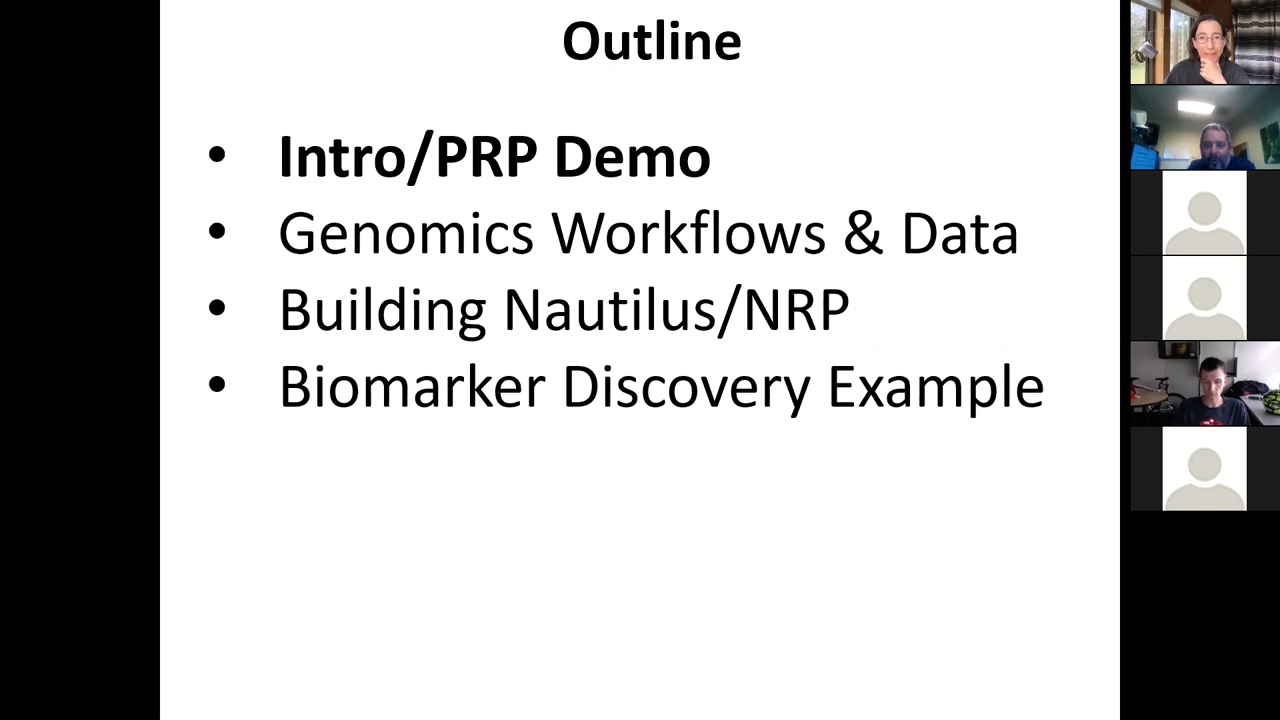 Outline
• Intro/PRP Demo
• Genomics Workflows & Data
• Building Nautilus/NRP
• Biomarker Discovery Example